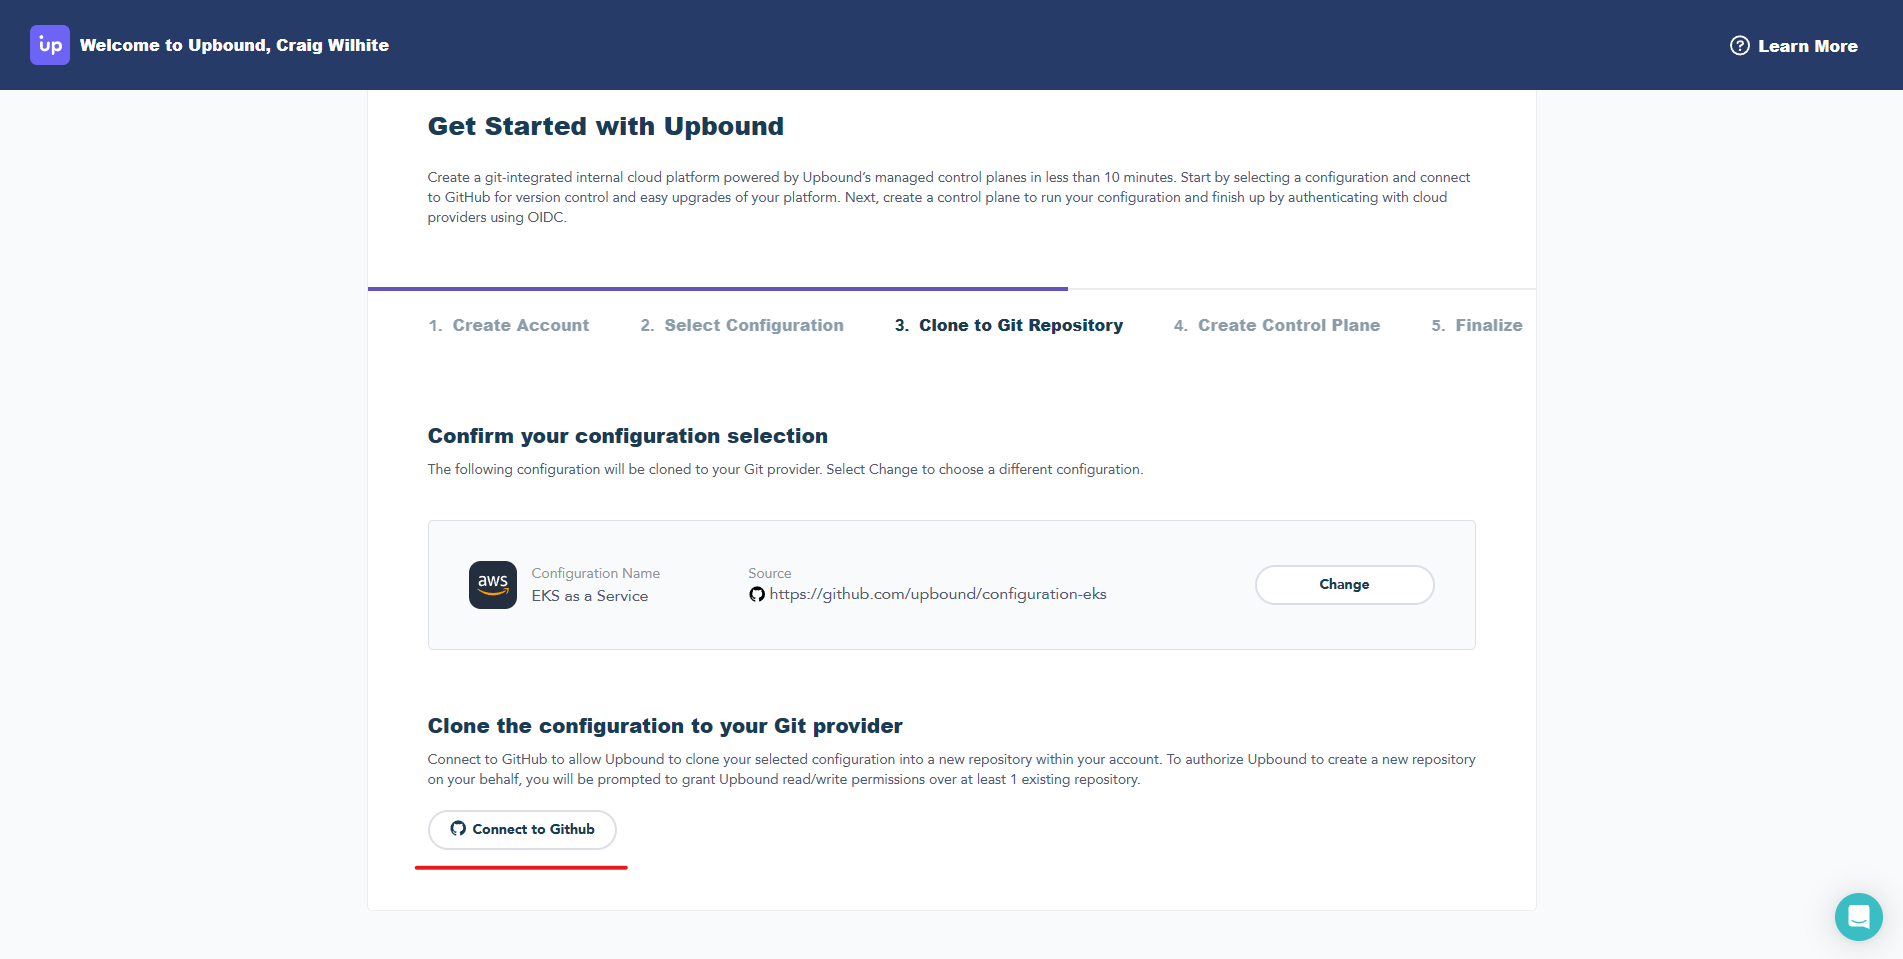 up Welcome to Upbound, Craig Wilhite
? Learn More
Get Started with Upbound
Create a git-integrated internal cloud platform powered by Upbound's managed control planes in less than 10 minutes. Start by selecting a configuration and connect
to GitHub for version control and easy upgrades of your platform. Next, create a control plane to run your configuration and finish up by authenticating with cloud
providers using OIDC.
1. Create Account 2. Select Configuration 3. Clone to Git Repository 4. Create Control Plane 5. Finalize
Confirm your configuration selection
The following configuration will be cloned to your Git provider. Select Change to choose a different configuration.
aws
Configuration Name
EKS as a Service
Source
https://github.com/upbound/configuration-eks
Change
Clone the configuration to your Git provider
Connect to GitHub to allow Upbound to clone your selected configuration into a new repository within your account. To authorize Upbound to create a new repository
on your behalf, you will be prompted to grant Upbound read/write permissions over at least 1 existing repository.
Connect to Github